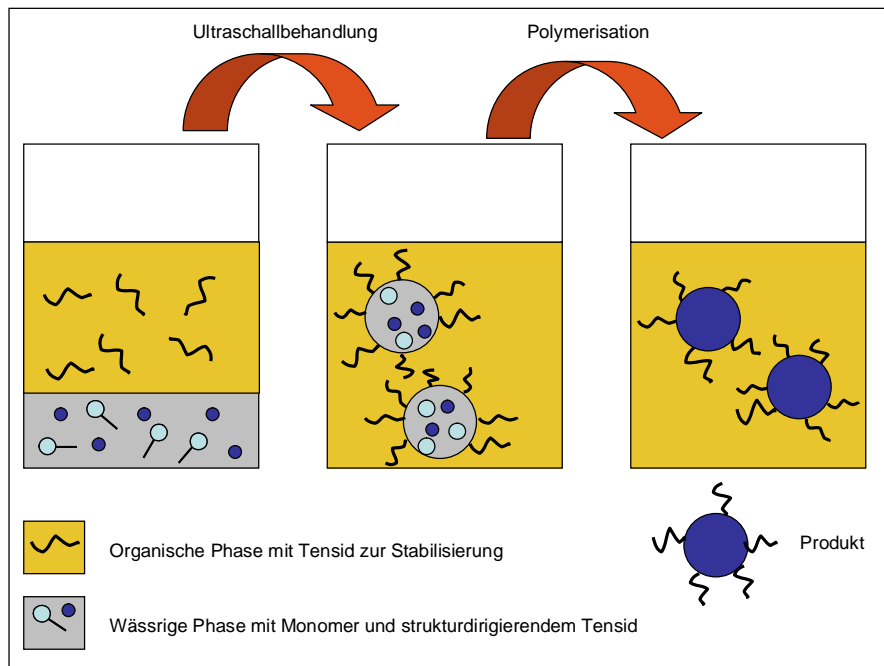 Ultraschallbehandlung
Polymerisation
Organische Phase mit Tensid zur Stabilisierung
Produkt
Wässrige Phase mit Monomer und strukturdirigierendem Tensid